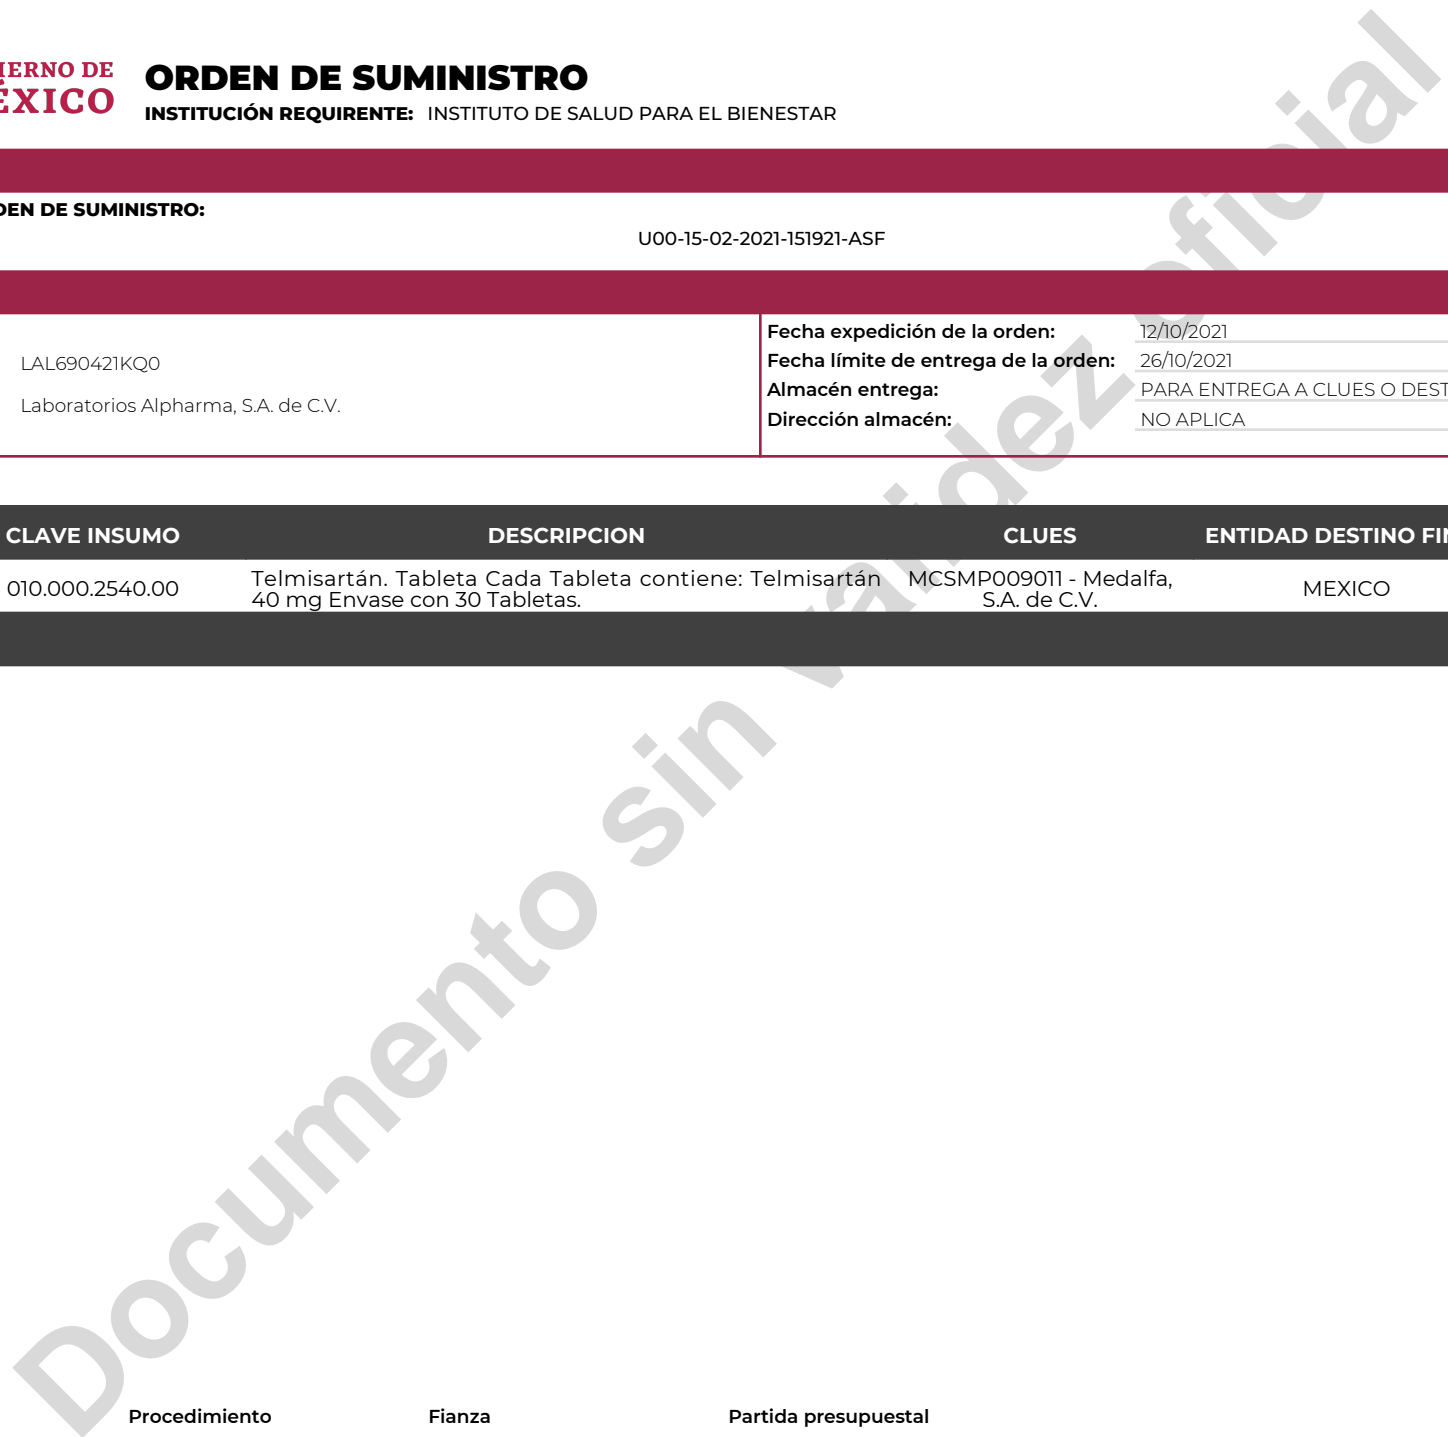 IERNO DE
ÉXICO
ORDEN DE SUMINISTRO
INSTITUCIÓN REQUIRENTE: INSTITUTO DE SALUD PARA EL BIENESTAR
DEN DE SUMINISTRO:
U00-15-02-2021-151921-ASF
LAL690421KQ0
Laboratorios Alpharma, S.A. de C.V.
Fecha expedición de la orden: 12/10/2021
Fecha límite de entrega de la orden: 26/10/2021
Almacén entrega: PARA ENTREGA A CLUES O DEST
Dirección almacén: NO APLICA
CLAVE INSUMO DESCRIPCION CLUES ENTIDAD DESTINO FIN
010.000.2540.00
Telmisartán. Tableta Cada Tableta contiene: Telmisartán
40 mg Envase con 30 Tabletas.
MCSMP009011 - Medalfa,
S.A. de C.V.
MEXICO
Documento sin validez oficial
Procedimiento Fianza Partida presupuestal